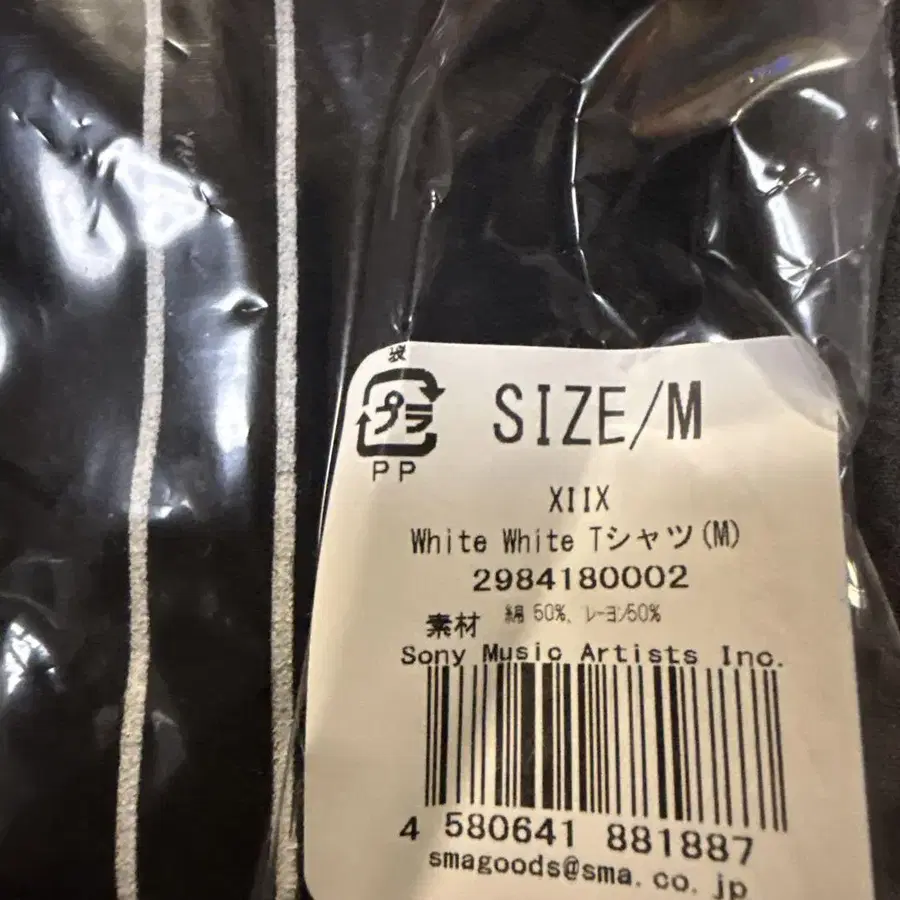 袋
プラ
PP
SIZE/M
XIIX
White White Tシャツ(M)
2984180002
素材 綿 50%、レーヨン50%
Sony Music Artists Inc.
4 580641 881887
smagoods@sma.co.jp